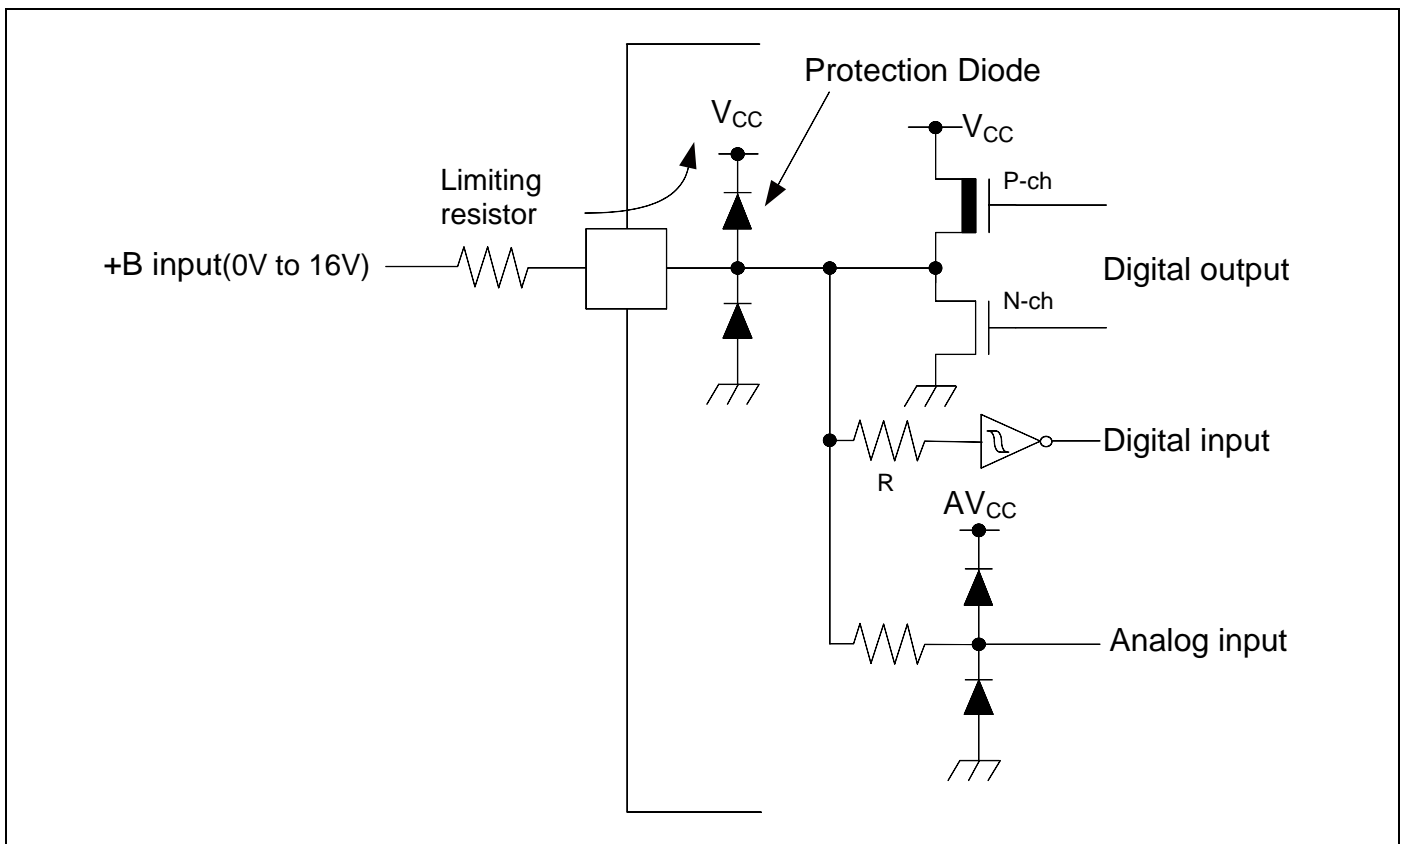 Protection Diode
VCC
VCC
P-ch
Limiting
resistor
+B input(0V to 16V)
Digital output
N-ch
Digital input
R
AVCC
Analog input